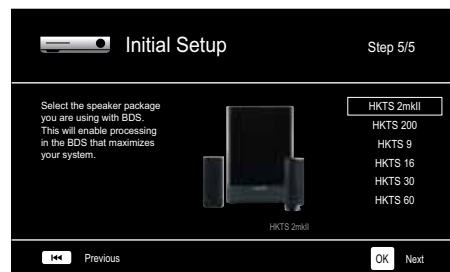 Initial Setup
Step 5/5
Select the speaker package
you are using with BDS.
This will enable processing
in the BDS that maximizes
your system.
HKTS 2mkII
HKTS 2mkII
HKTS 200
HKTS 9
HKTS 16
HKTS 30
HKTS 60
Previous
OK
Next